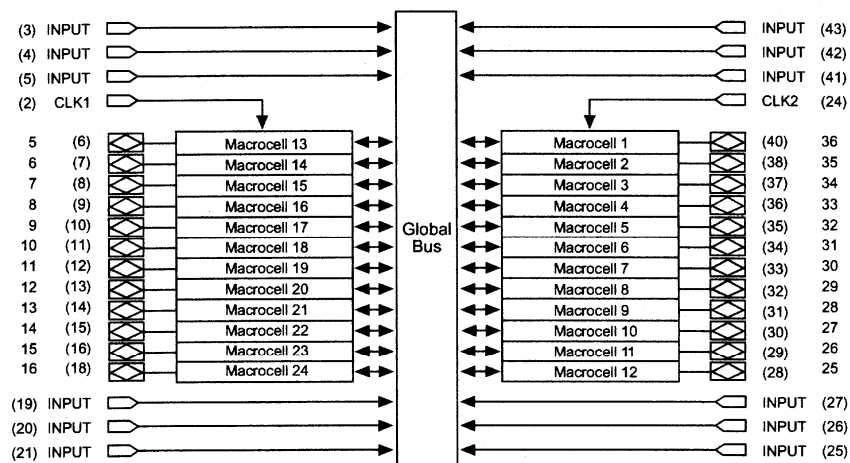 (3) INPUT INPUT (43)
(4) INPUT INPUT (42)
(5) INPUT INPUT (41)
(2) CLK1 CLK2 (24)
5 (6) Macrocell 13 Macrocell 1 (40) 36
6 (7) Macrocell 14 Macrocell 2 (38) 35
7 (8) Macrocell 15 Macrocell 3 (37) 34
8 (9) Macrocell 16 Macrocell 4 (36) 33
9 (10) Macrocell 17 Global Macrocell 5 (35) 32
10 (11) Macrocell 18 Bus Macrocell 6 (34) 31
11 (12) Macrocell 19 Macrocell 7 (33) 30
12 (13) Macrocell 20 Macrocell 8 (32) 29
13 (14) Macrocell 21 Macrocell 9 (31) 28
14 (15) Macrocell 22 Macrocell 10 (30) 27
15 (16) Macrocell 23 Macrocell 11 (29) 26
16 (18) Macrocell 24 Macrocell 12 (28) 25
(19) INPUT INPUT (27)
(20) INPUT INPUT (26)
(21) INPUT INPUT (25)